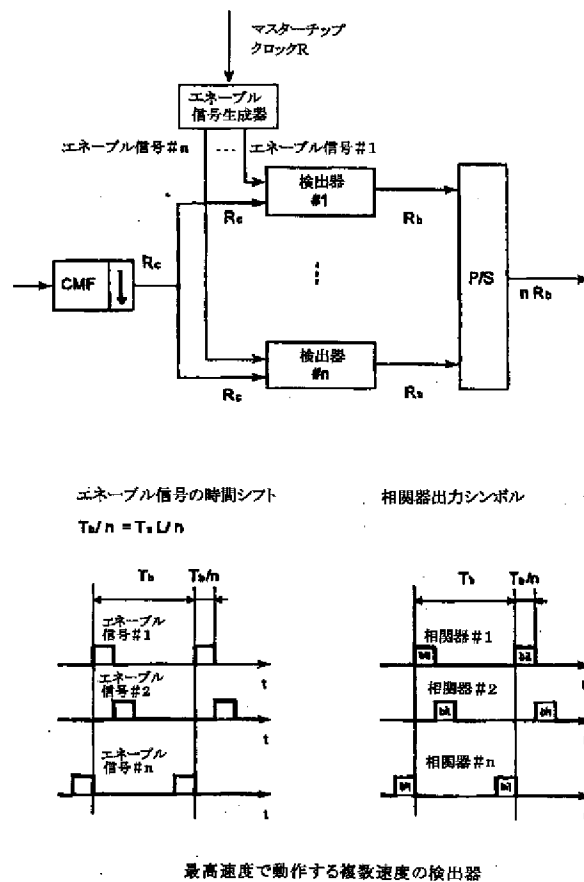 マスターチップ
クロックR
エネーブル
信号生成器
エネーブル信号#n
エネーブル信号#1
検出器
#1
Rc
Rb
CMF
Rc
P/S
n Rb
検出器
#n
Rc
エネーブル信号の時間シフト
相関器出力シンボル
Tb
Tb/n
Tb
Tb/n
エネーブル
信号#1
相関器#1
t
エネーブル
信号#2
相関器#2
t
エネーブル
信号#n
相関器#n
t
最高速度で動作する複数速度の検出器